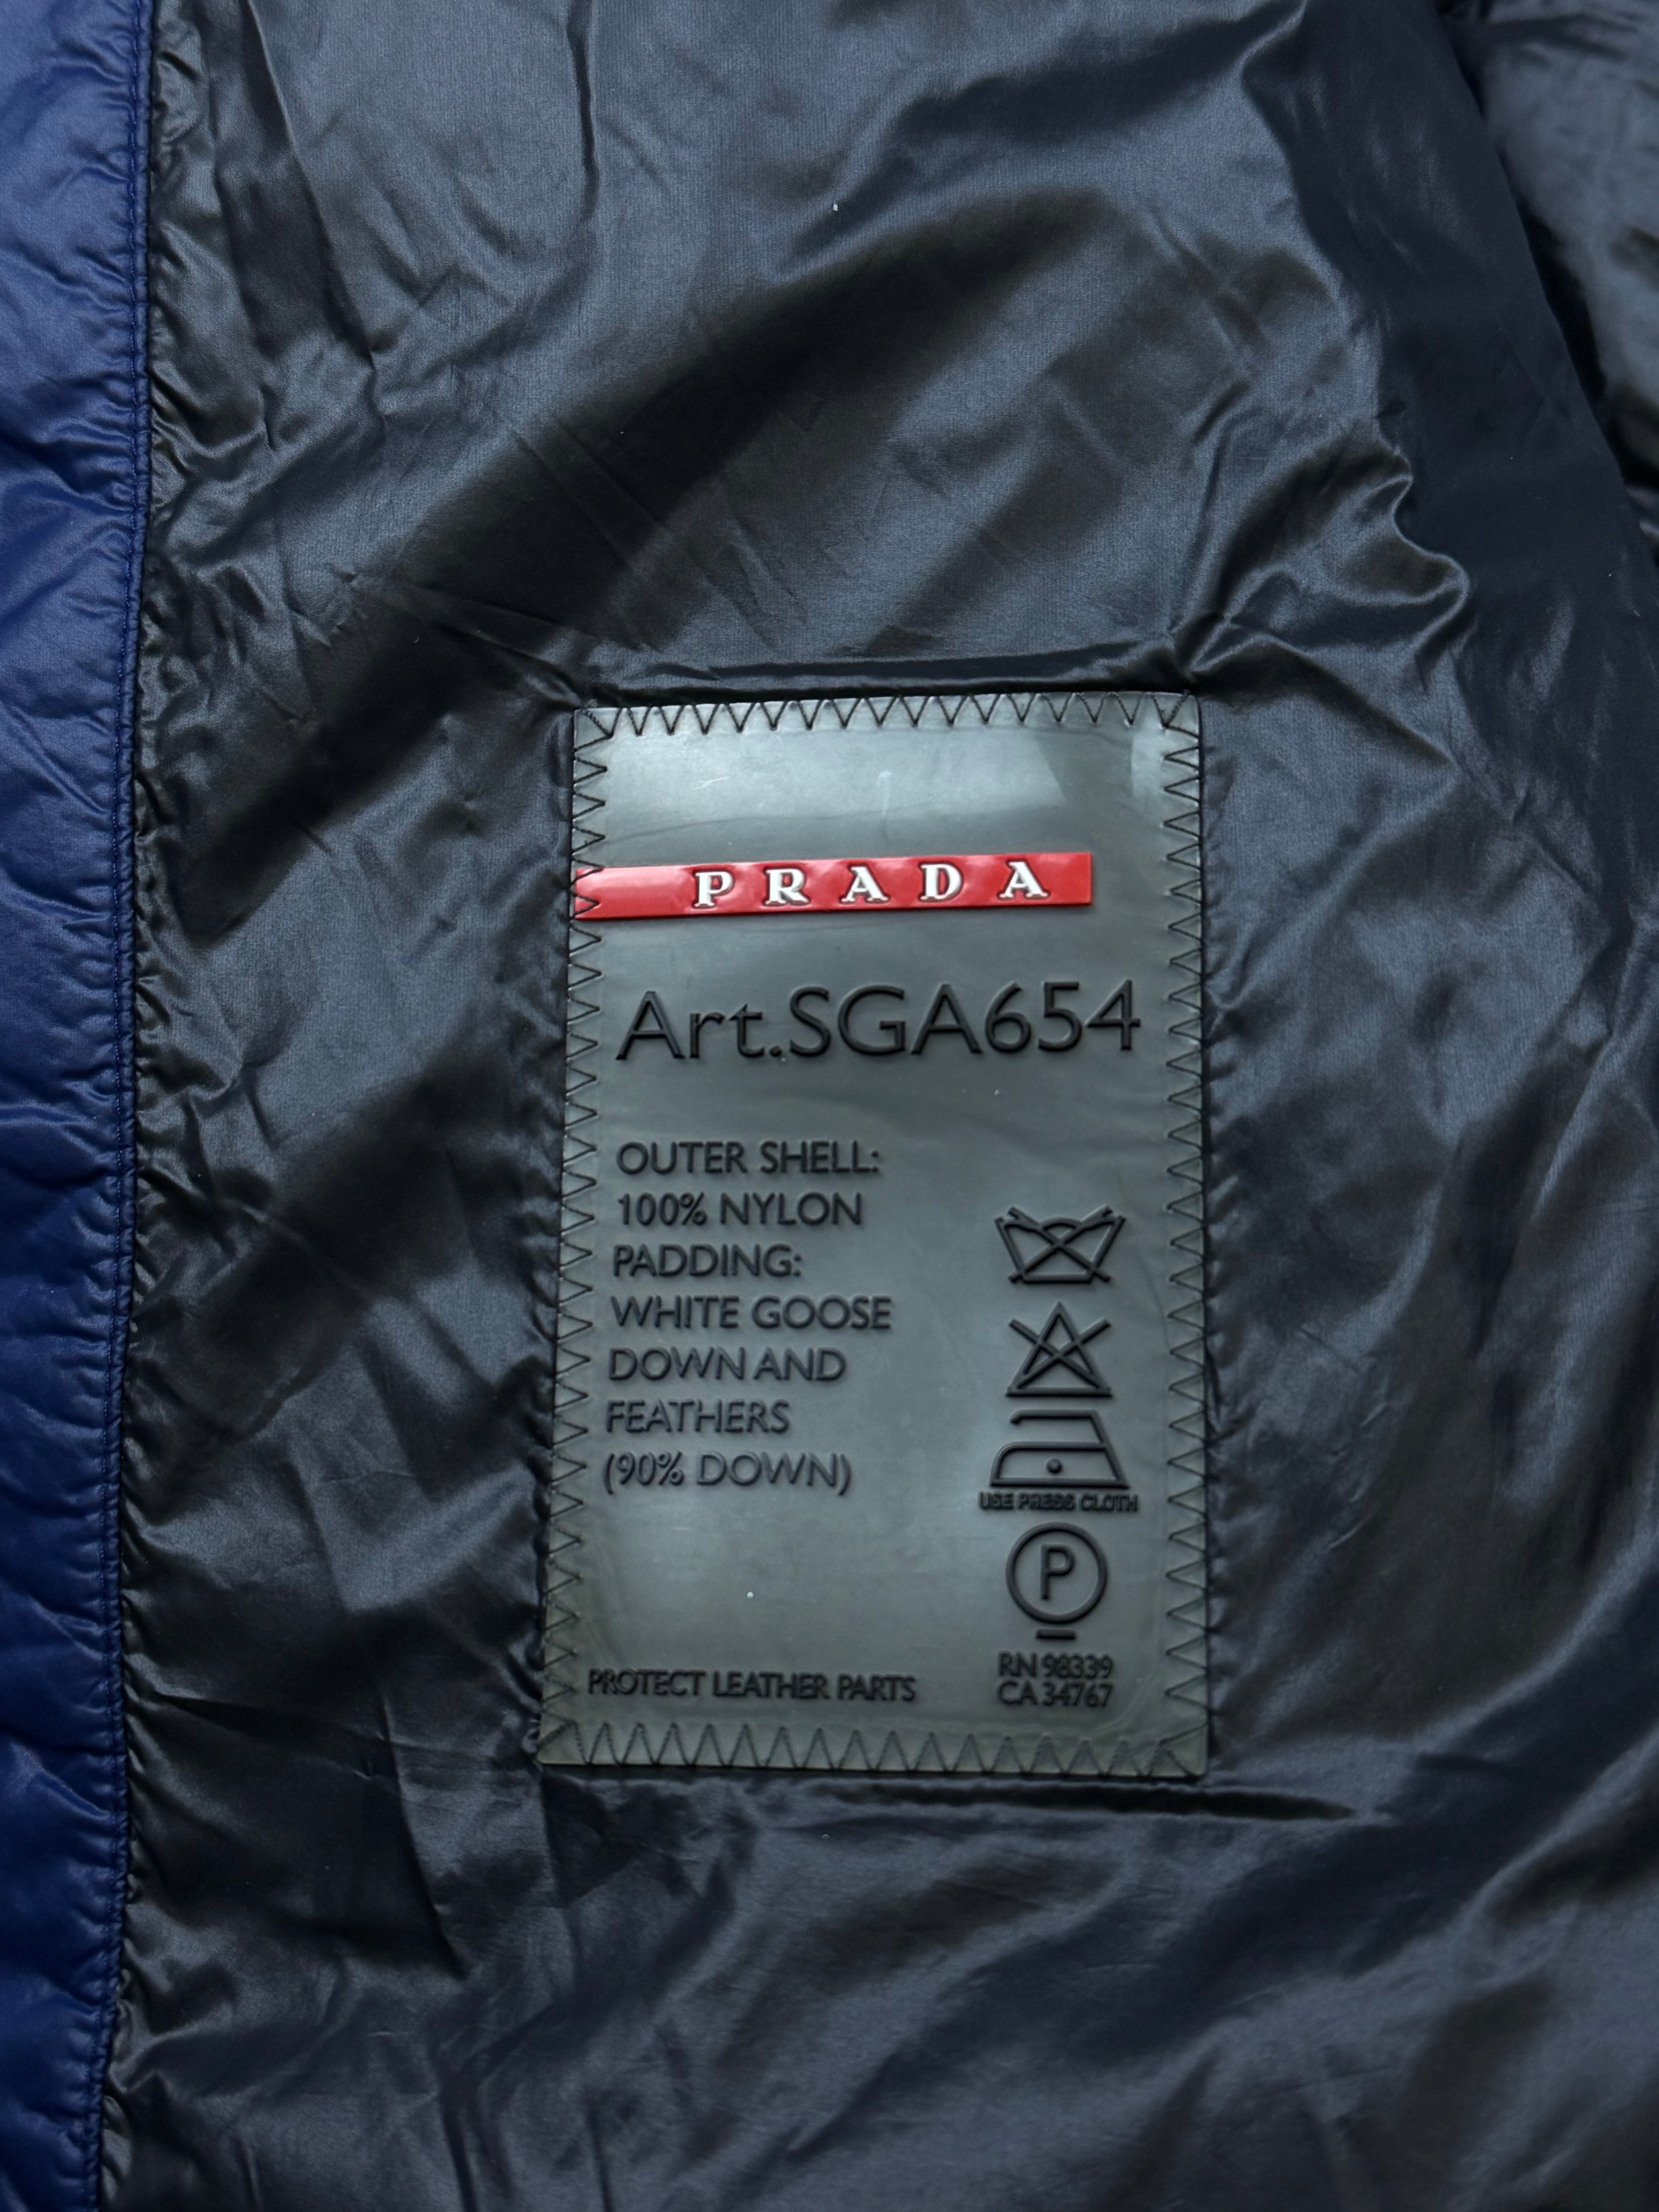 PRADA
Art.SGA654
OUTER SHELL:
100% NYLON
PADDING:
WHITE GOOSE
DOWN AND
FEATHERS
(90% DOWN)
USE PRESS CLOTH
P
PROTECT LEATHER PARTS
RN 98339
CA 34767